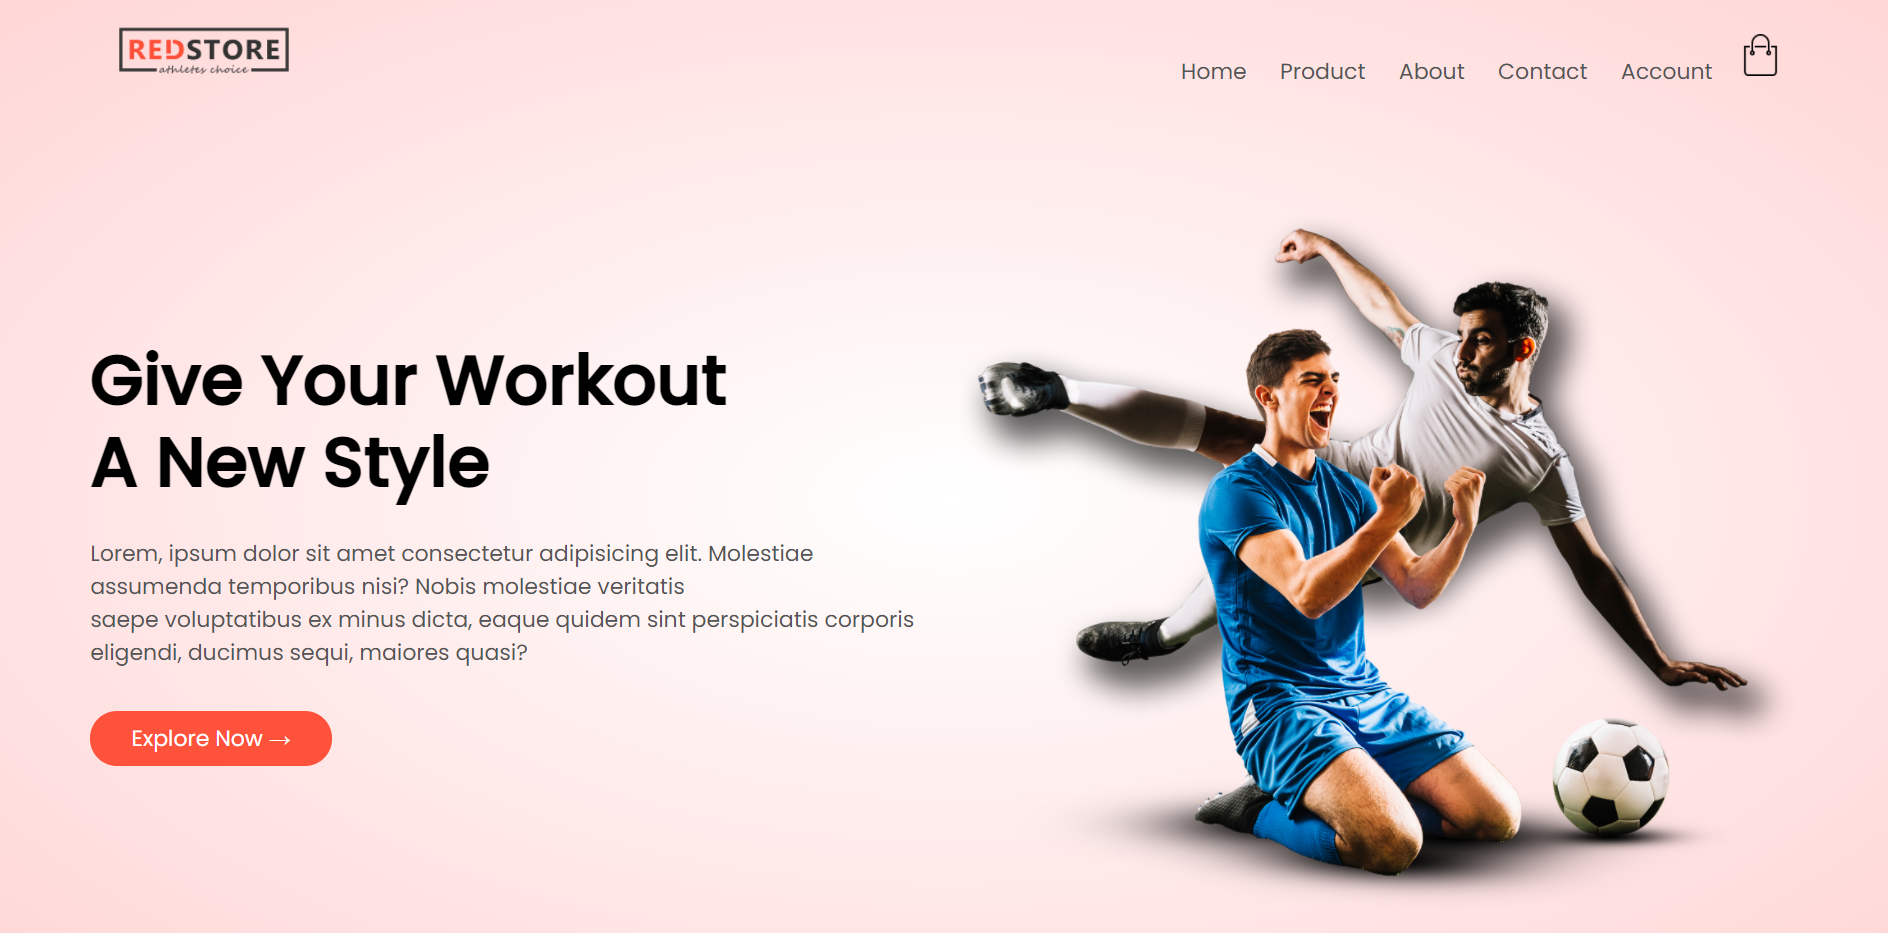 REDSTORE
athletes choice
Home Product About Contact Account
Give Your Workout
A New Style
Lorem, ipsum dolor sit amet consectetur adipisicing elit. Molestiae
assumenda temporibus nisi? Nobis molestiae veritatis
saepe voluptatibus ex minus dicta, eaque quidem sint perspiciatis corporis
eligendi, ducimus sequi, maiores quasi?
Explore Now →